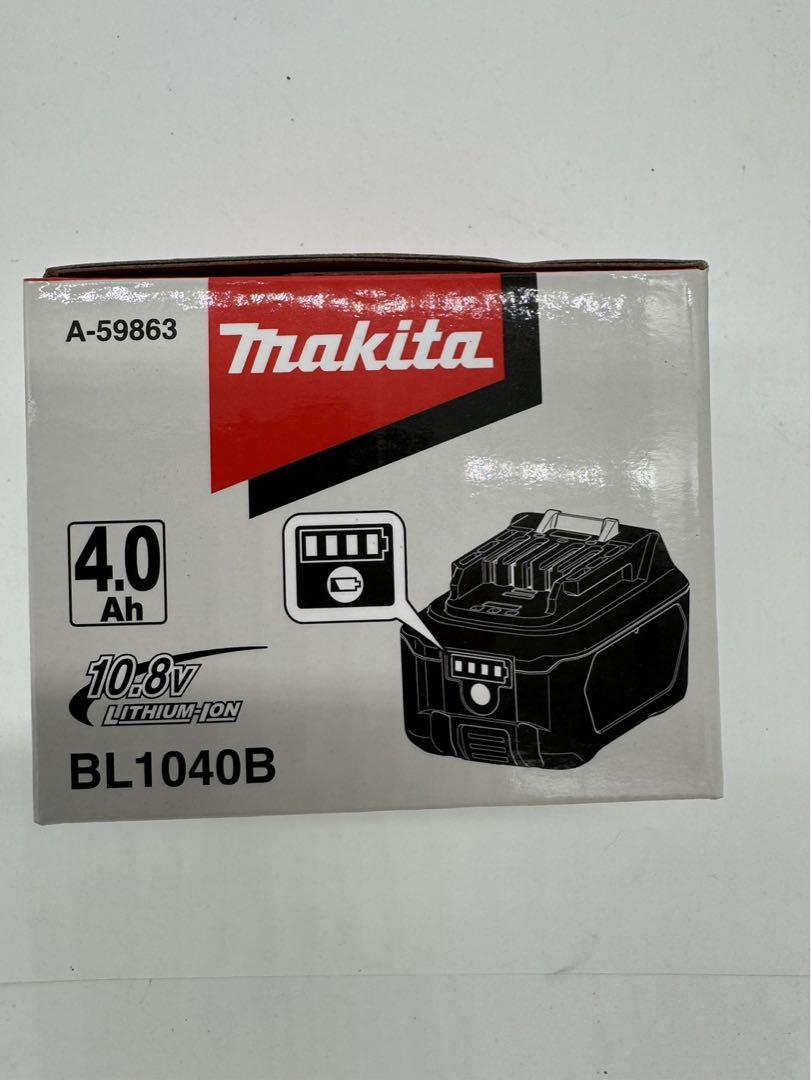 A-59863
makita
4.0
Ah
10.8V
LITHIUM-ION
BL1040B